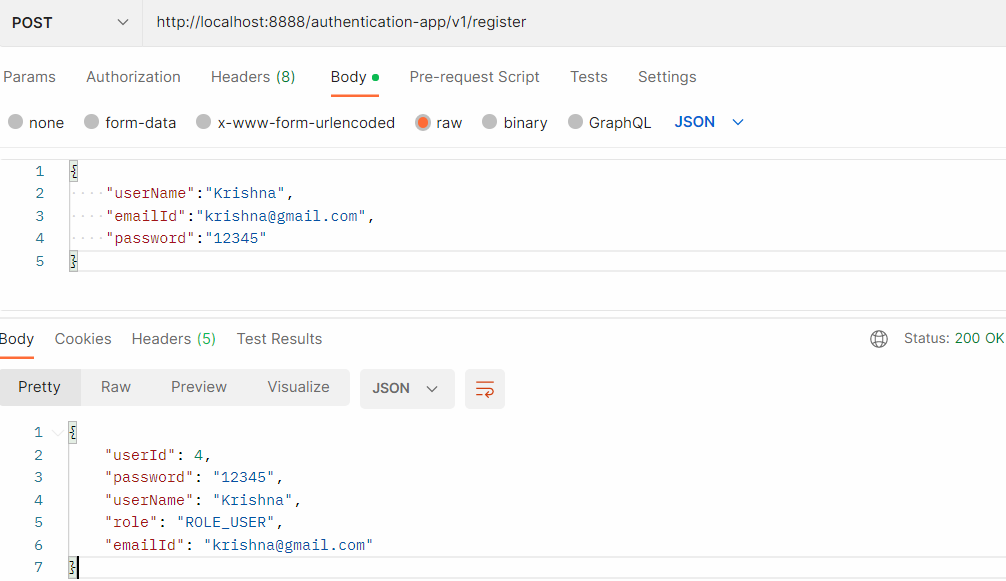 POST http://localhost:8888/authentication-app/v1/register
Params Authorization Headers (8) Body Pre-request Script Tests Settings
none form-data x-www-form-urlencoded raw binary GraphQL JSON
1 {
2 "userName":"Krishna",
3 "emailId":"krishna@gmail.com",
4 "password":"12345"
5 }
Body Cookies Headers (5) Test Results Status: 200 OK
Pretty Raw Preview Visualize JSON
1 {
2 "userId": 4,
3 "password": "12345",
4 "userName": "Krishna",
5 "role": "ROLE_USER",
6 "emailId": "krishna@gmail.com"
7 }